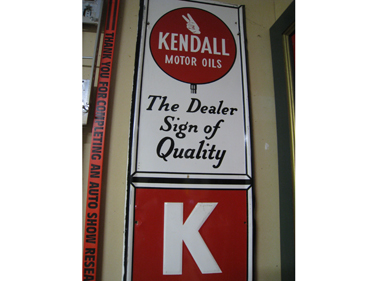 KENDALL
MOTOR OILS
The Dealer
Sign of
Quality
K
THANK YOU FOR COMPLETING AN AUTO SHOW RESEA